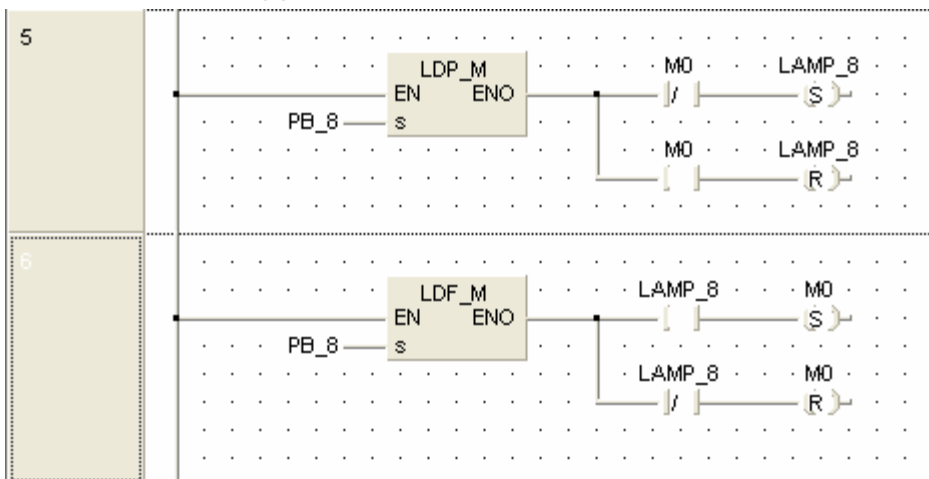 5
LDP_M
M0
LAMP_8
EN
ENO
/
S
PB_8
s
M0
LAMP_8
R
6
LDF_M
LAMP_8
M0
EN
ENO
S
PB_8
s
LAMP_8
M0
/
R